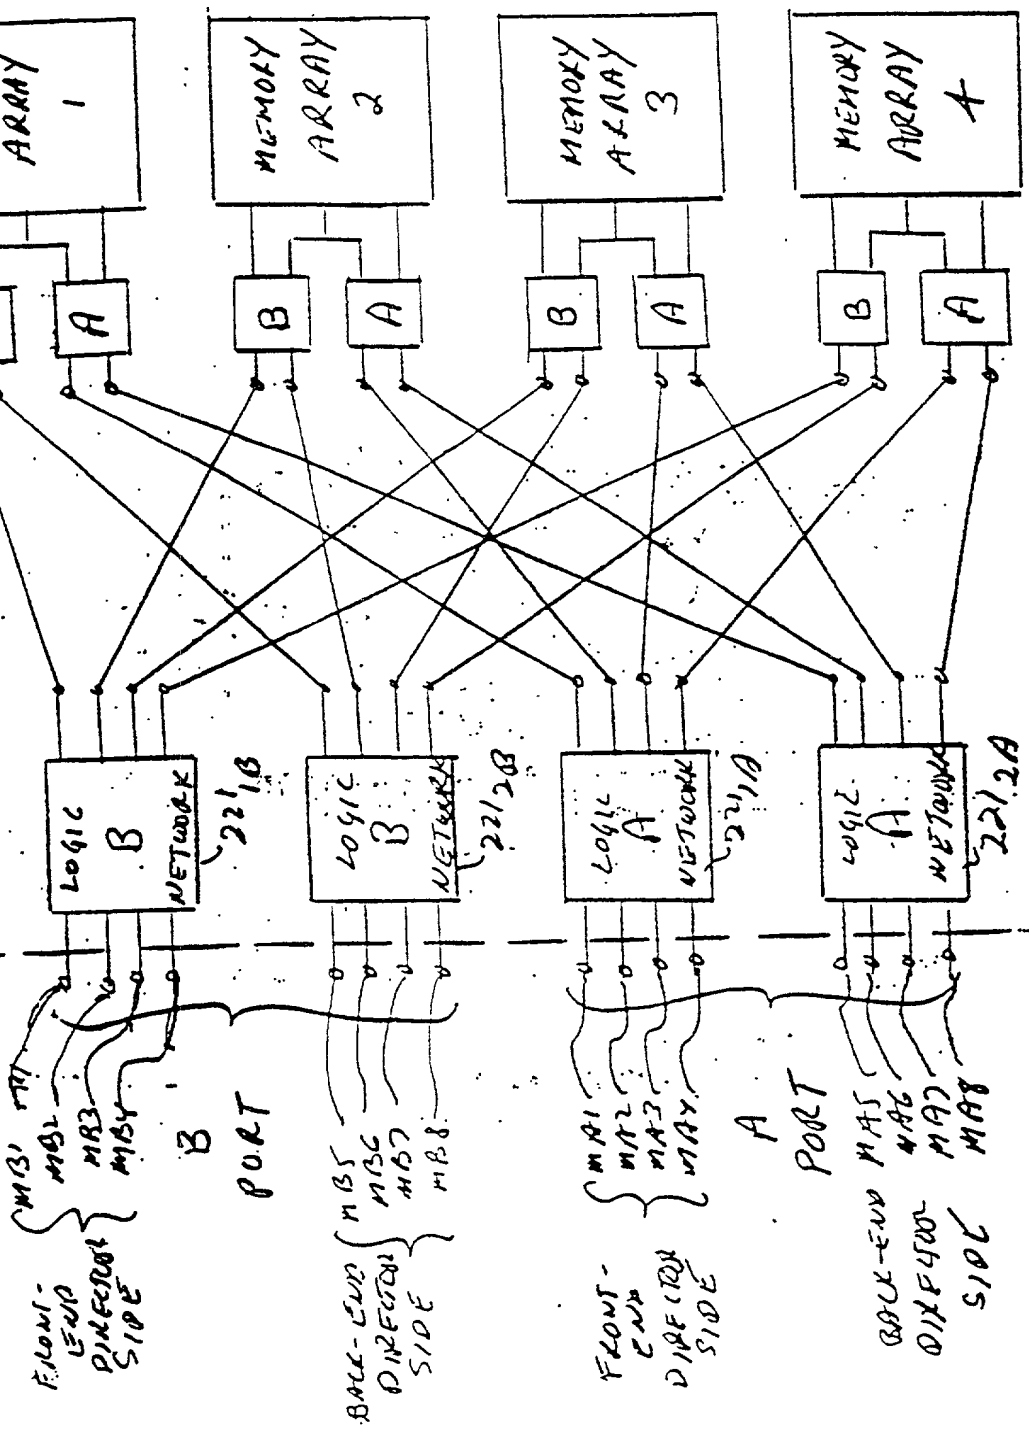 ARRAY
1
MEMORY
ARRAY
2
MEMORY
ARRAY
3
MEMORY
ARRAY
4
A
B
A
B
A
B
A
LOGIC
B
NETWORK
221,1B
LOGIC
B
NETWORK
221,2B
LOGIC
A
NETWORK
221,1A
LOGIC
A
NETWORK
221,2A
MB1
MB2
MB3
MB4
B
PORT
MB5
MB6
MB7
MB8
MA1
MA2
MA3
MA4
A
PORT
MA5
MA6
MA7
MA8
FRONT-
END
DIRECTOR
SIDE
BACK-END
DIRECTOR
SIDE
FRONT-
END
DIRECTOR
SIDE
BACK-END
DIRECTOR
SIDE